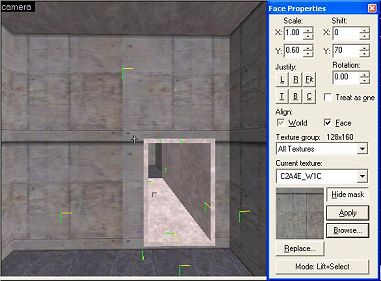 camera
Face Properties
Scale: Shift:
X: 1.00 X: 0
Y: 0.60 Y: 70
Justify: Rotation:
L R Fit 0.00
T B C Treat as one
Align:
World Face
Texture group: 128x160
All Textures
Current texture:
C2A4E_W1C
Hide mask
Apply
Browse...
Replace...
Mode: Lift+Select